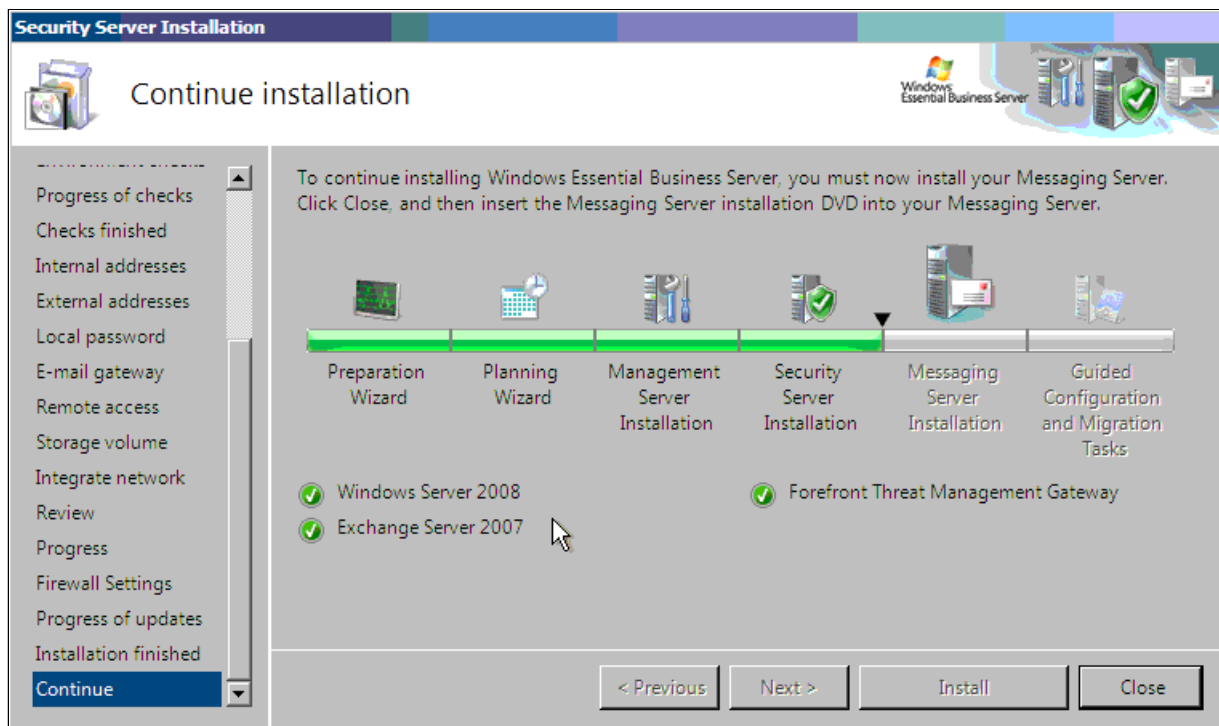 Security Server Installation
Continue installation
Windows
Essential Business Server
Progress of checks
Checks finished
Internal addresses
External addresses
Local password
E-mail gateway
Remote access
Storage volume
Integrate network
Review
Progress
Firewall Settings
Progress of updates
Installation finished
Continue
To continue installing Windows Essential Business Server, you must now install your Messaging Server.
Click Close, and then insert the Messaging Server installation DVD into your Messaging Server.
Preparation
Wizard
Planning
Wizard
Management
Server
Installation
Security
Server
Installation
Messaging
Server
Installation
Guided
Configuration
and Migration
Tasks
Windows Server 2008
Exchange Server 2007
Forefront Threat Management Gateway
< Previous
Next >
Install
Close